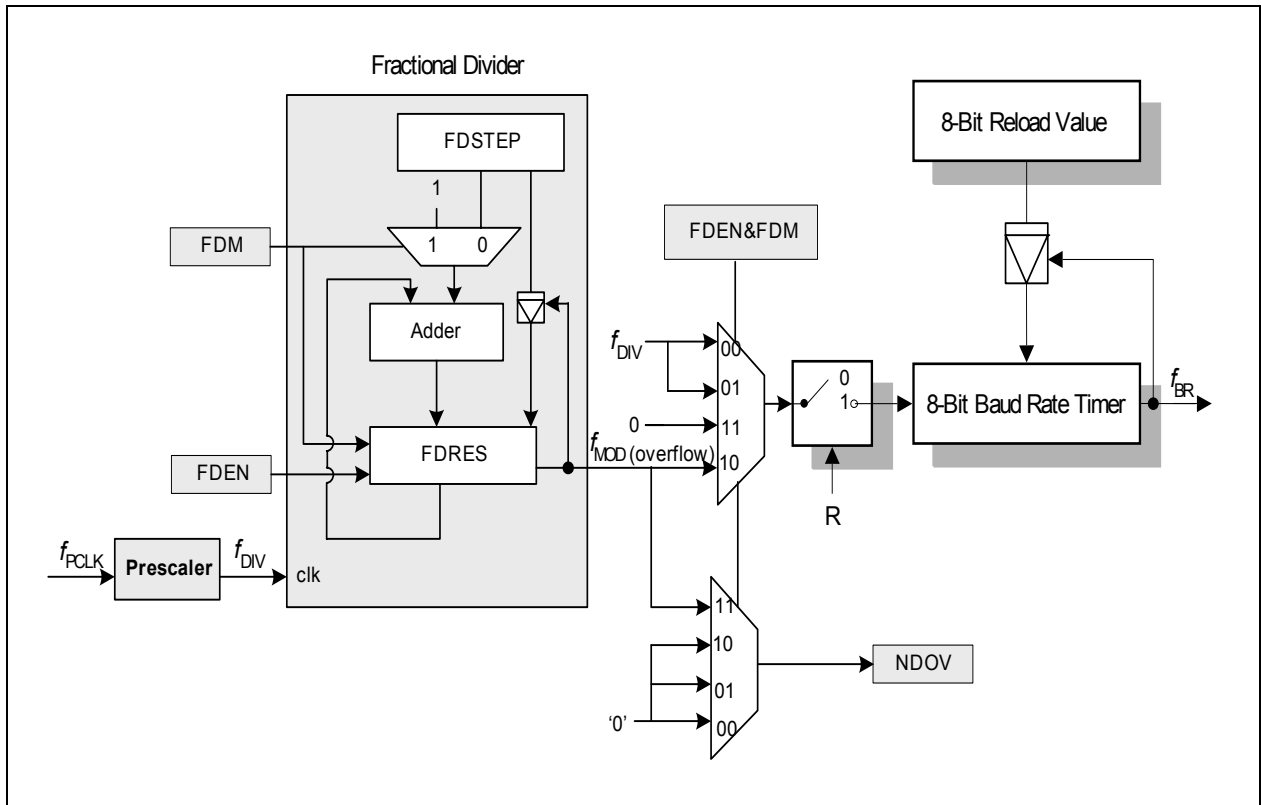 Fractional Divider
FDSTEP
8-Bit Reload Value
1
FDM
1 0
FDEN&FDM
Adder
fDIV
00
01
0
11
10
0
1
8-Bit Baud Rate Timer
fBR
FDRES
fMOD (overflow)
FDEN
R
fPCLK
Prescaler
fDIV
clk
11
10
01
00
NDOV
‘0’